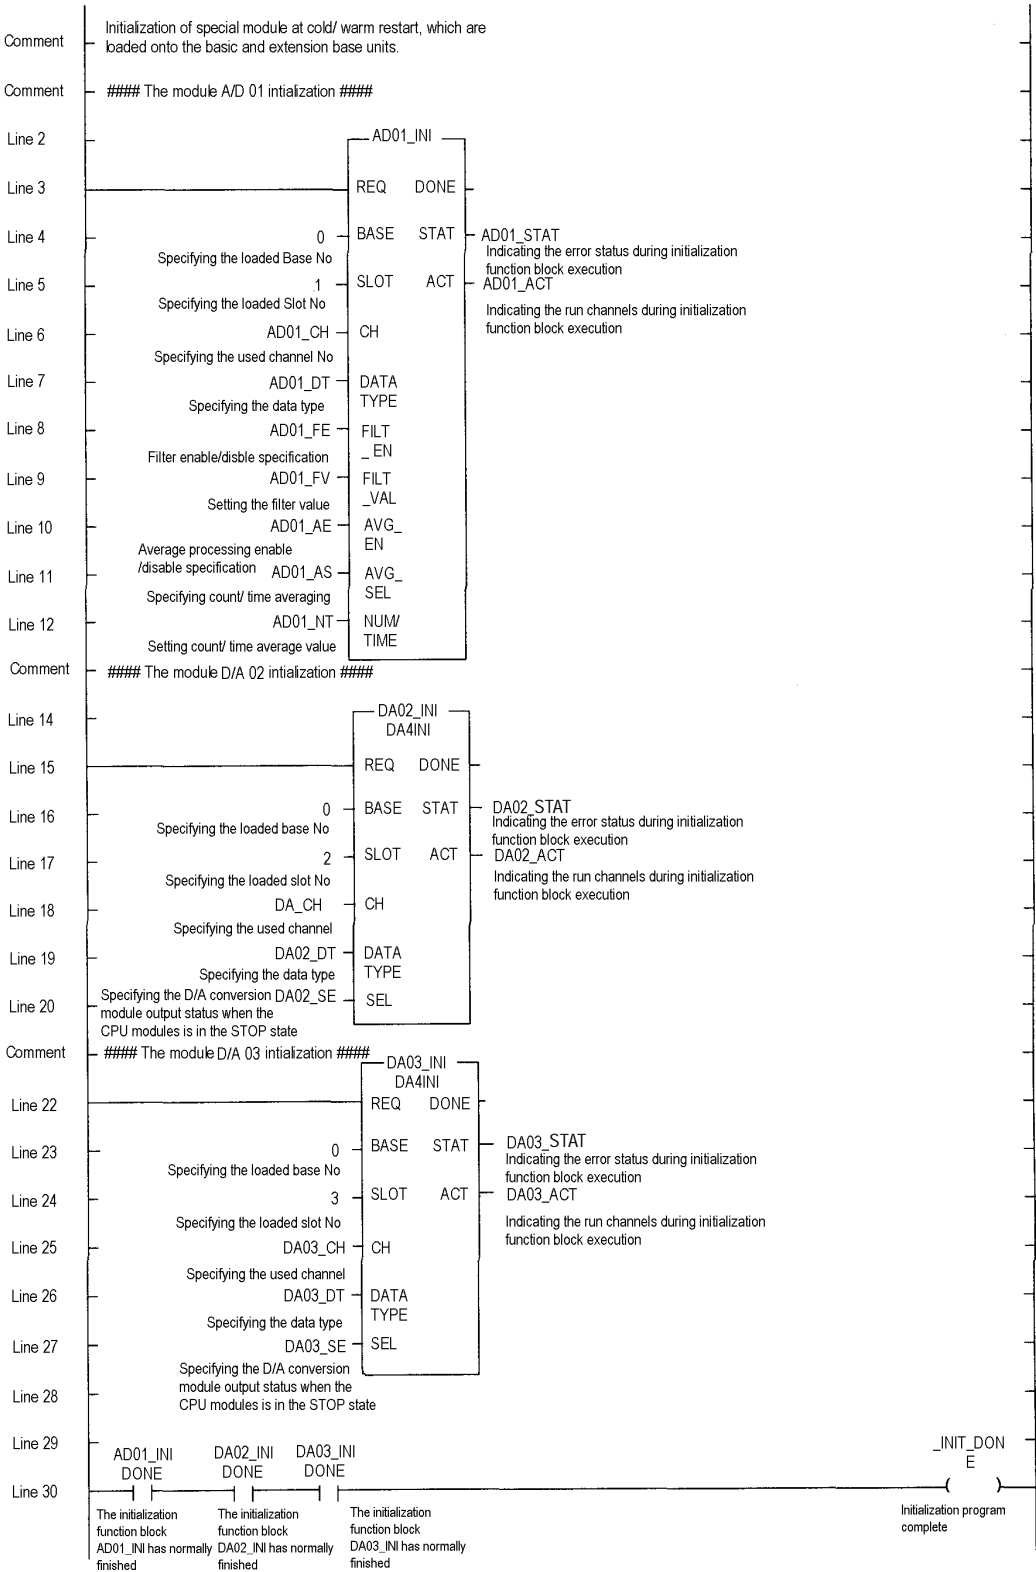 Comment
Initialization of special module at cold/ warm restart, which are
loaded onto the basic and extension base units.
Comment
#### The module A/D 01 intialization ####
Line 2
AD01_INI
Line 3
REQ DONE
Line 4
0
BASE STAT
AD01_STAT
Specifying the loaded Base No
Indicating the error status during initialization
function block execution
Line 5
1
SLOT ACT
AD01_ACT
Specifying the loaded Slot No
Indicating the run channels during initialization
function block execution
Line 6
AD01_CH
CH
Specifying the used channel No
Line 7
AD01_DT
DATA
TYPE
Specifying the data type
Line 8
AD01_FE
FILT
_ EN
Filter enable/disble specification
Line 9
AD01_FV
FILT
_VAL
Setting the filter value
Line 10
AD01_AE
AVG_
EN
Average processing enable
/disable specification
Line 11
AD01_AS
AVG_
SEL
Specifying count/ time averaging
Line 12
AD01_NT
NUM/
TIME
Setting count/ time average value
Comment
#### The module D/A 02 intialization ####
Line 14
DA02_INI
DA4INI
Line 15
REQ DONE
Line 16
0
BASE STAT
DA02_STAT
Specifying the loaded base No
Indicating the error status during initialization
function block execution
Line 17
2
SLOT ACT
DA02_ACT
Specifying the loaded slot No
Indicating the run channels during initialization
function block execution
Line 18
DA_CH
CH
Specifying the used channel
Line 19
DA02_DT
DATA
TYPE
Specifying the data type
Line 20
Specifying the D/A conversion
module output status when the
CPU modules is in the STOP state
DA02_SE
SEL
Comment
#### The module D/A 03 intialization ####
DA03_INI
DA4INI
Line 22
REQ DONE
Line 23
0
BASE STAT
DA03_STAT
Specifying the loaded base No
Indicating the error status during initialization
function block execution
Line 24
3
SLOT ACT
DA03_ACT
Specifying the loaded slot No
Indicating the run channels during initialization
function block execution
Line 25
DA03_CH
CH
Specifying the used channel
Line 26
DA03_DT
DATA
TYPE
Specifying the data type
Line 27
DA03_SE
SEL
Specifying the D/A conversion
module output status when the
CPU modules is in the STOP state
Line 28
Line 29
AD01_INI
DONE
DA02_INI
DONE
DA03_INI
DONE
_INIT_DON
E
Line 30
The initialization
function block
AD01_INI has normally
finished
The initialization
function block
DA02_INI has normally
finished
The initialization
function block
DA03_INI has normally
finished
Initialization program
complete